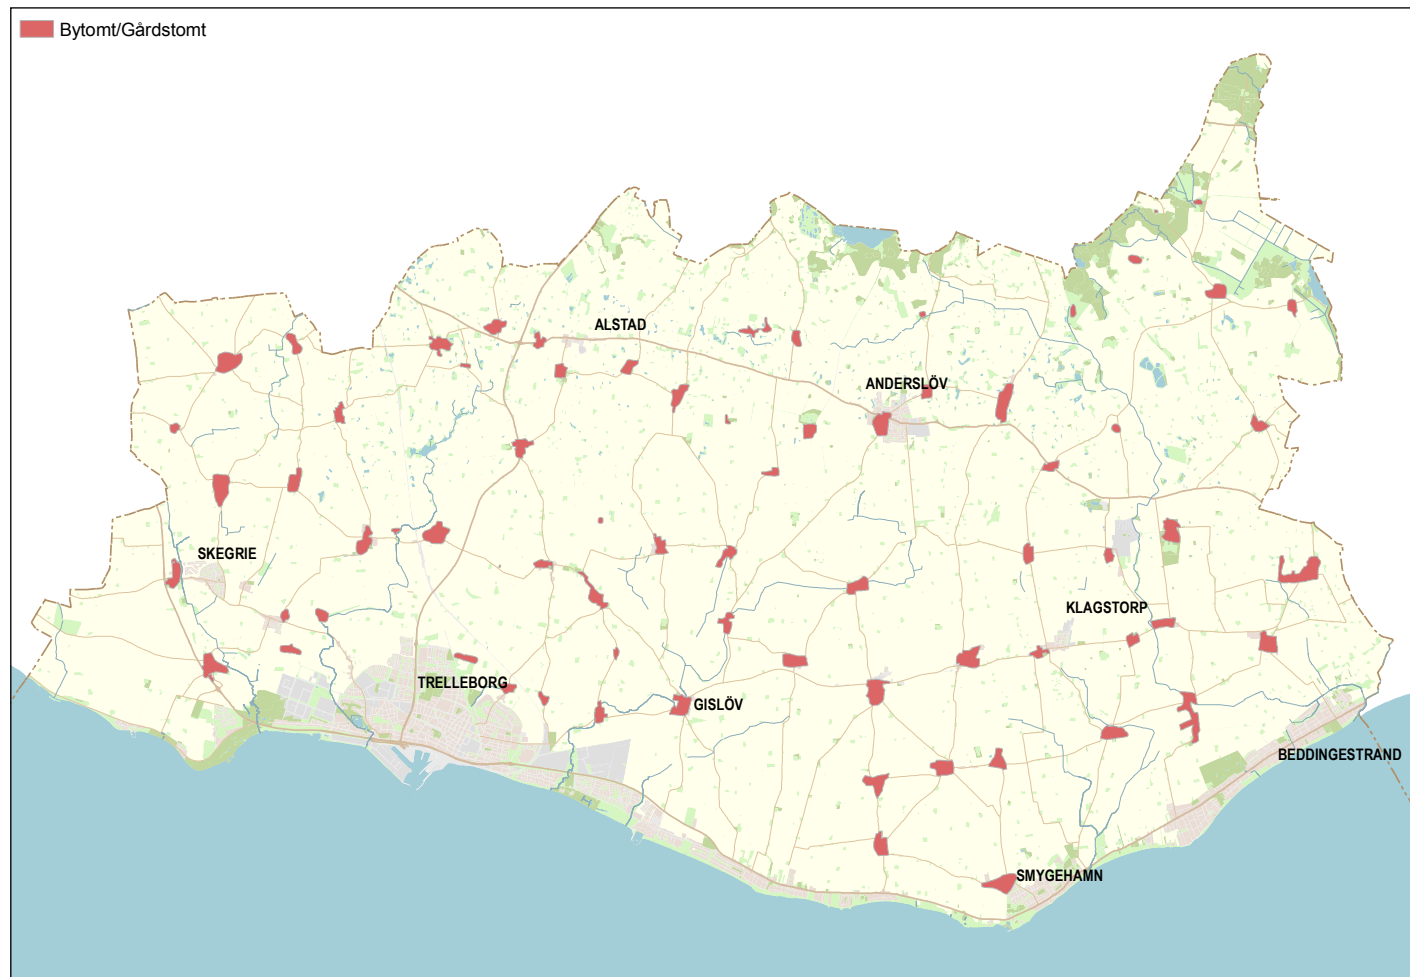 Bytomt/Gårdstomt
ALSTAD
ANDERSLÖV
SKEGRIE
KLAGSTORP
TRELLEBORG
GISLÖV
BEDDINGESTRAND
SMYGEHAMN